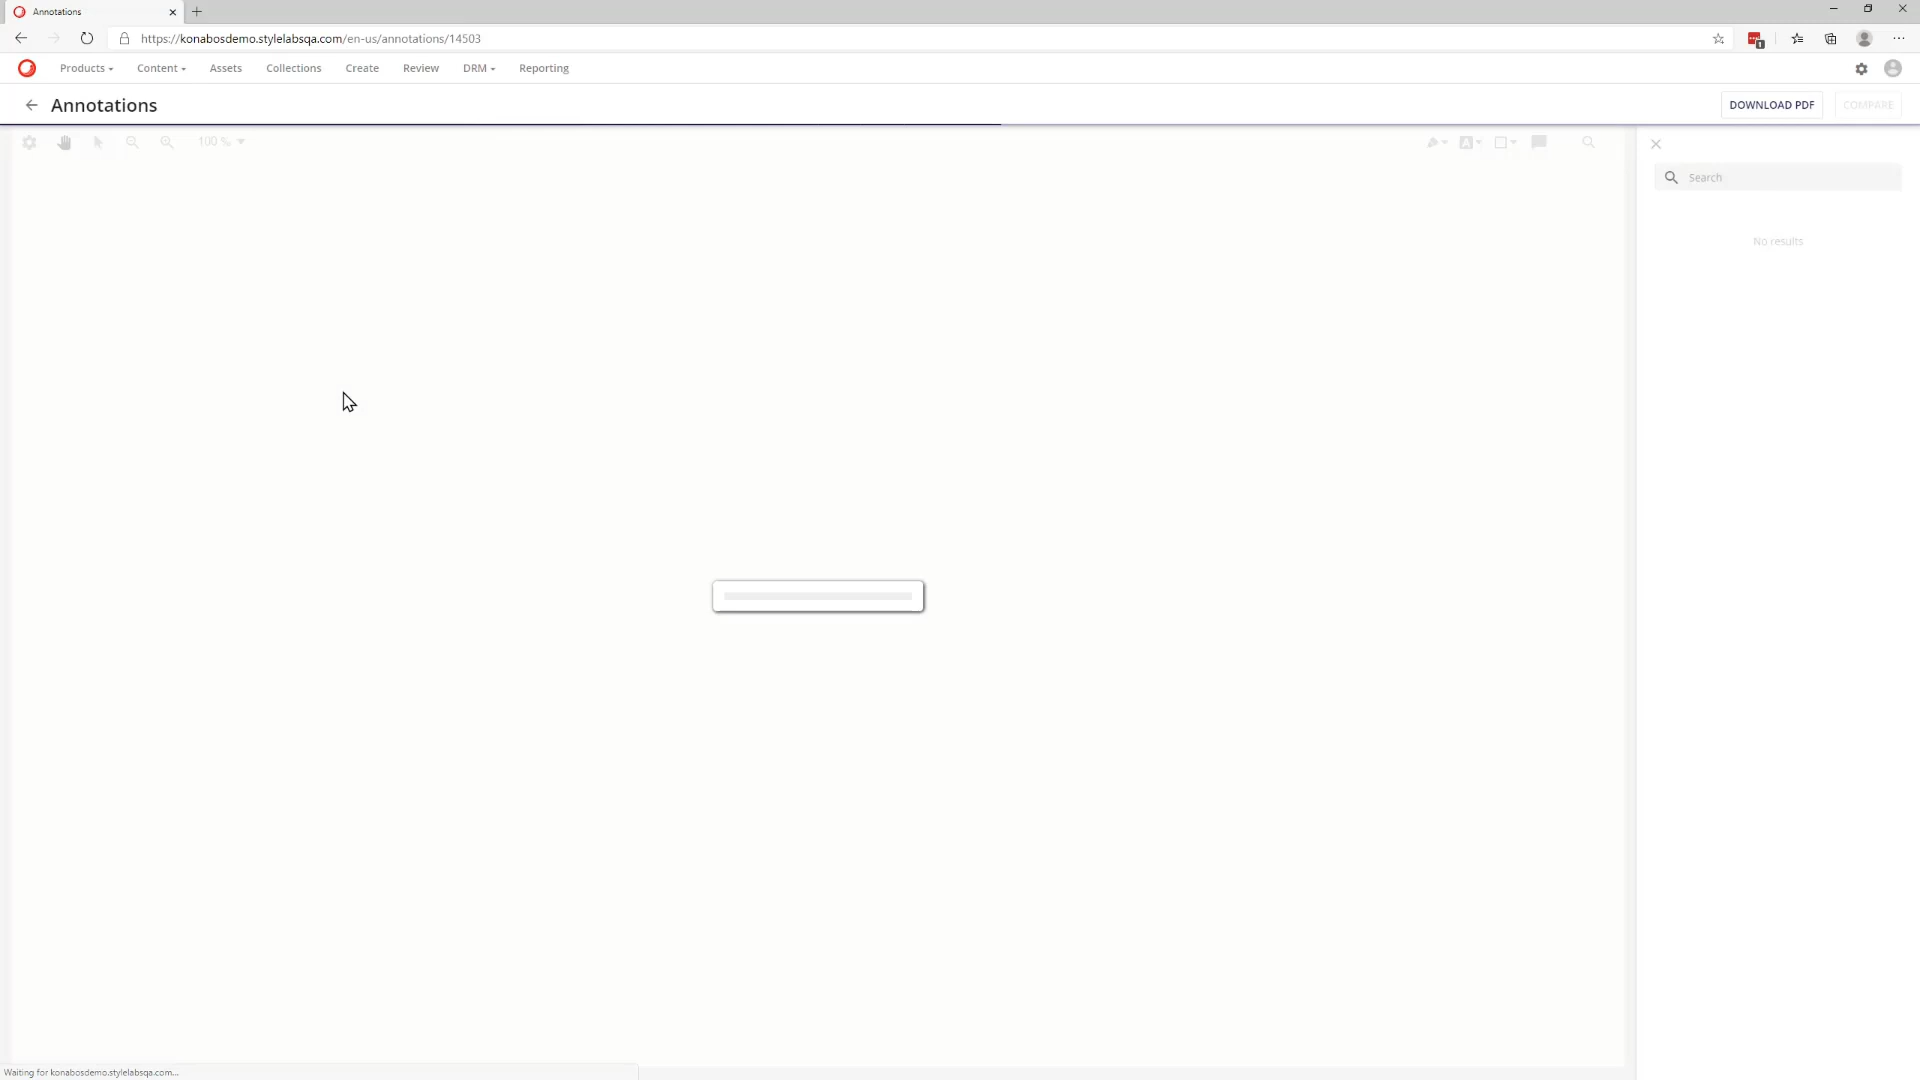 Annotations
https://konabosdemo.stylelabsqa.com/en-us/annotations/14503
1
Products
Content
Assets
Collections
Create
Review
DRM
Reporting
Annotations
DOWNLOAD PDF
COMPARE
100 %
A
Search
No results
Waiting for konabosdemo.stylelabsqa.com...